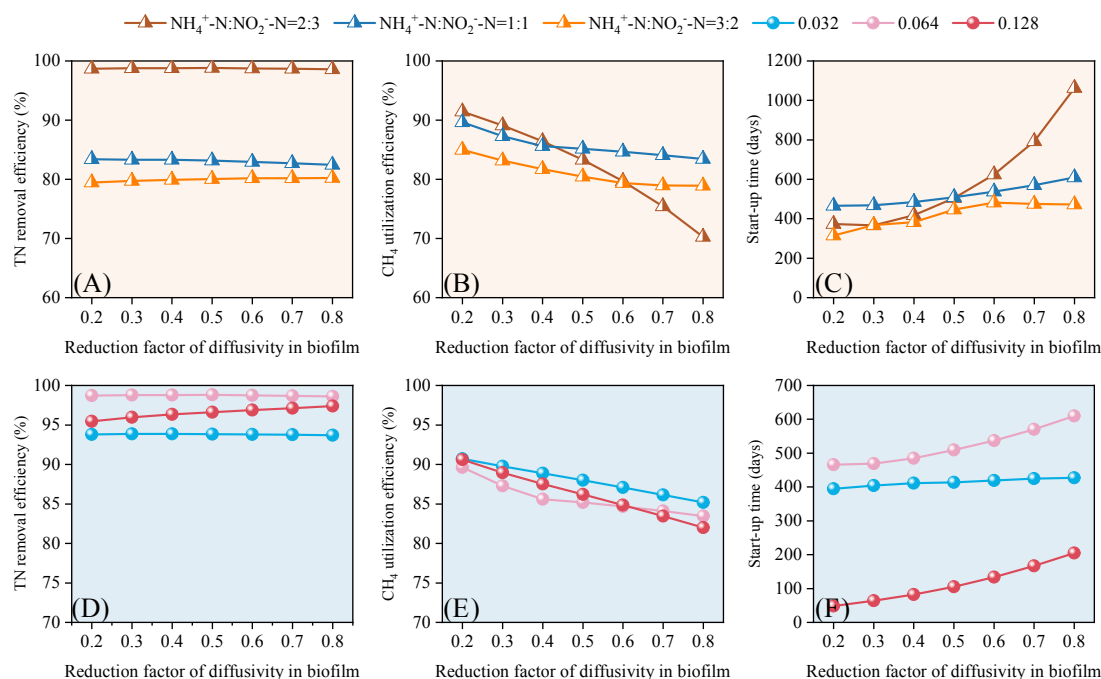 NH₄⁺-N:NO₂⁻-N=2:3 NH₄⁺-N:NO₂⁻-N=1:1 NH₄⁺-N:NO₂⁻-N=3:2 0.032 0.064 0.128
TN removal efficiency (%)
100
90
80
70
60
(A)
0.2 0.3 0.4 0.5 0.6 0.7 0.8
Reduction factor of diffusivity in biofilm
CH₄ utilization efficiency (%)
100
90
80
70
60
(B)
0.2 0.3 0.4 0.5 0.6 0.7 0.8
Reduction factor of diffusivity in biofilm
Start-up time (days)
1200
1000
800
600
400
200
0
(C)
0.2 0.3 0.4 0.5 0.6 0.7 0.8
Reduction factor of diffusivity in biofilm
TN removal efficiency (%)
100
95
90
85
80
75
70
(D)
0.2 0.3 0.4 0.5 0.6 0.7 0.8
Reduction factor of diffusivity in biofilm
CH₄ utilization efficiency (%)
100
95
90
85
80
75
70
(E)
0.2 0.3 0.4 0.5 0.6 0.7 0.8
Reduction factor of diffusivity in biofilm
Start-up time (days)
700
600
500
400
300
200
100
0
(F)
0.2 0.3 0.4 0.5 0.6 0.7 0.8
Reduction factor of diffusivity in biofilm